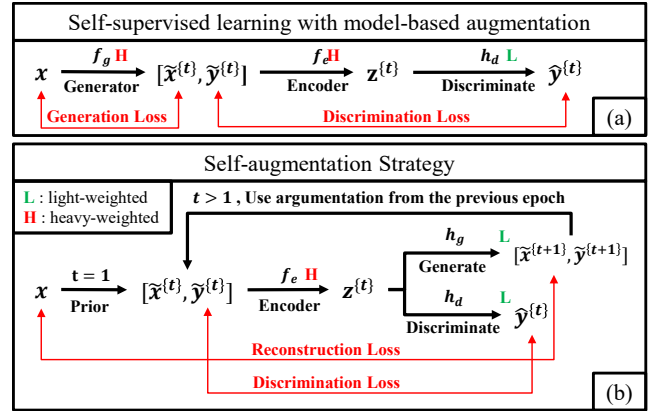 Self-supervised learning with model-based augmentation
x f_g H [x̃^{t}, ỹ^{t}] f_e H z^{t} h_d L ŷ^{t}
Generator Encoder Discriminate
Generation Loss Discrimination Loss
(a)
Self-augmentation Strategy
L : light-weighted
H : heavy-weighted
t > 1 , Use argumentation from the previous epoch
h_g L
Generate [x̃^{t+1}, ỹ^{t+1}]
x t = 1 [x̃^{t}, ỹ^{t}] f_e H z^{t}
Prior Encoder
h_d L
Discriminate ŷ^{t}
Reconstruction Loss
Discrimination Loss
(b)